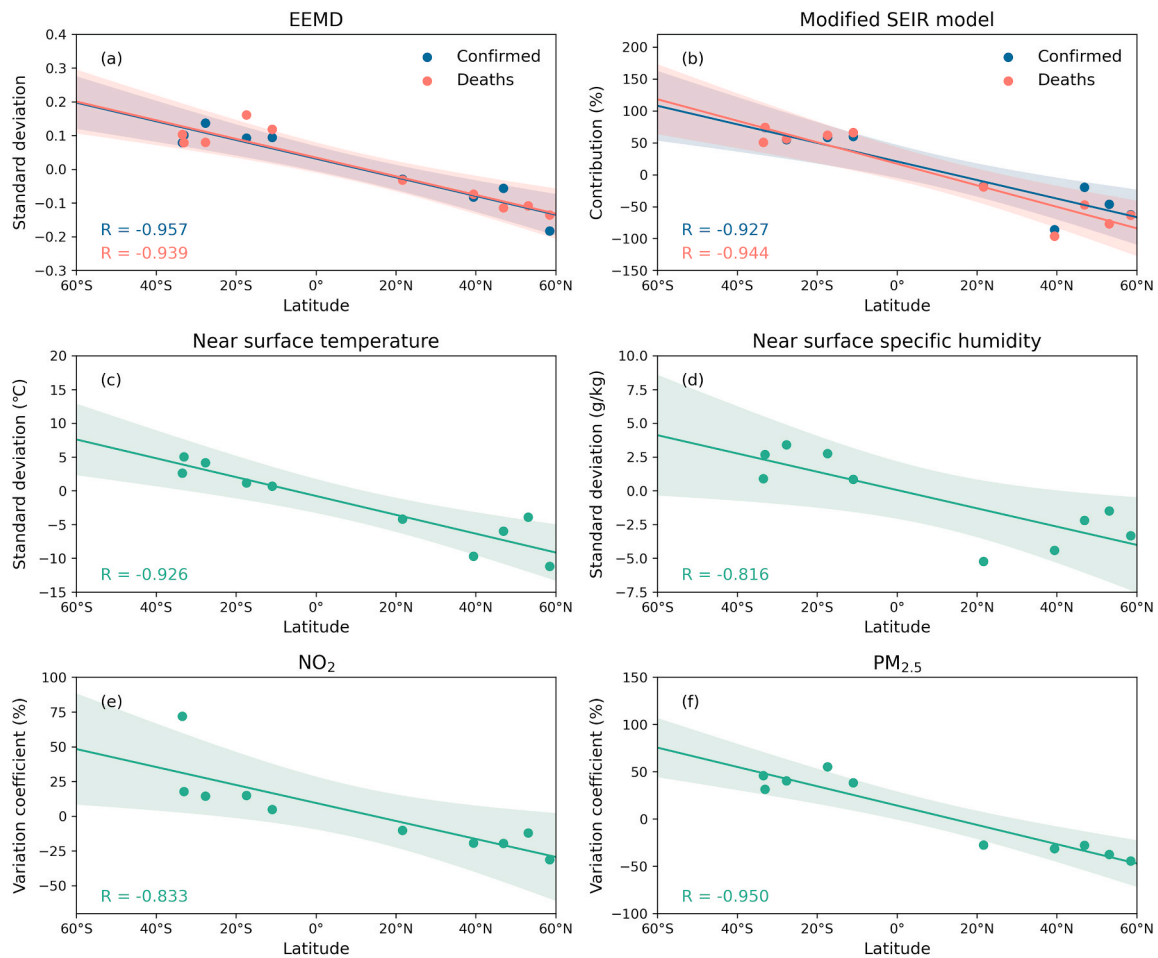 EEMD
Modified SEIR model
(a)
Confirmed
Deaths
0.4
0.3
0.2
0.1
0.0
−0.1
−0.2
−0.3
Standard deviation
R = -0.957
R = -0.939
60°S 40°S 20°S 0° 20°N 40°N 60°N
Latitude
(b)
Confirmed
Deaths
200
150
100
50
0
−50
−100
−150
Contribution (%)
R = -0.927
R = -0.944
60°S 40°S 20°S 0° 20°N 40°N 60°N
Latitude
Near surface temperature
Near surface specific humidity
(c)
20
15
10
5
0
−5
−10
−15
Standard deviation (℃)
R = -0.926
60°S 40°S 20°S 0° 20°N 40°N 60°N
Latitude
(d)
10.0
7.5
5.0
2.5
0.0
−2.5
−5.0
−7.5
Standard deviation (g/kg)
R = -0.816
60°S 40°S 20°S 0° 20°N 40°N 60°N
Latitude
NO₂
PM₂.₅
(e)
100
75
50
25
0
−25
−50
Variation coefficient (%)
R = -0.833
60°S 40°S 20°S 0° 20°N 40°N 60°N
Latitude
(f)
150
100
50
0
−50
−100
Variation coefficient (%)
R = -0.950
60°S 40°S 20°S 0° 20°N 40°N 60°N
Latitude